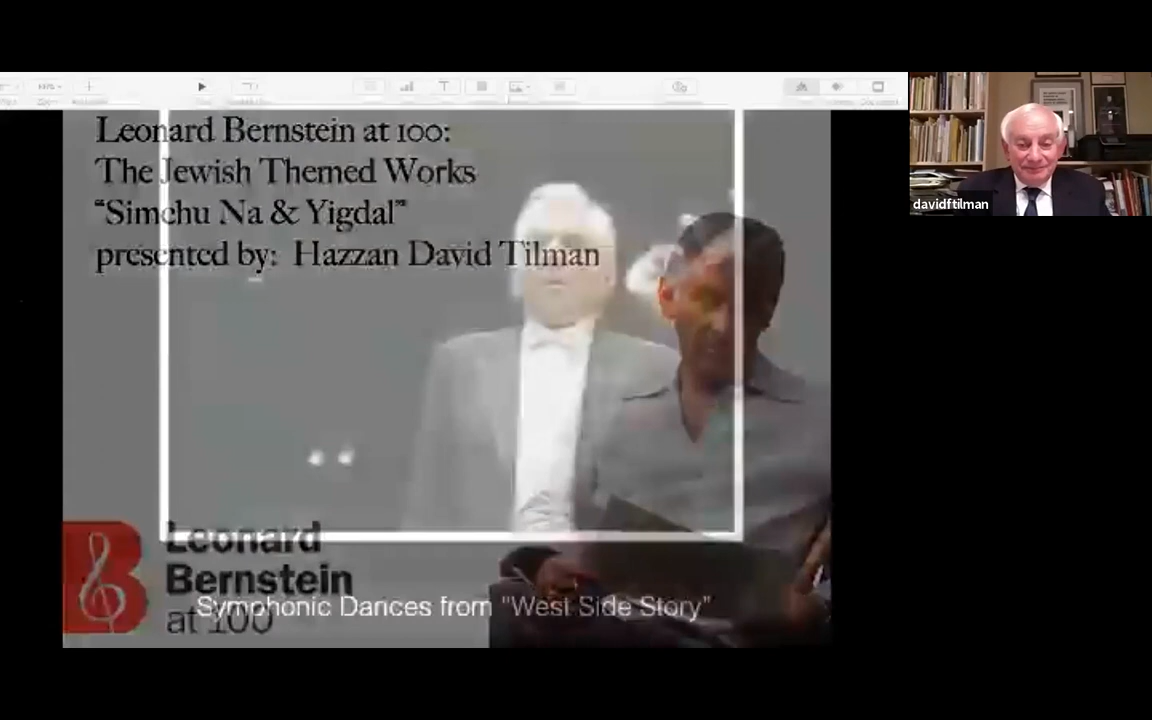 Leonard Bernstein at 100:
The Jewish Themed Works
"Simchu Na & Yigdal"
presented by: Hazzan David Tilman
davidftilman
Leonard
Bernstein
at 100
Symphonic Dances from "West Side Story"